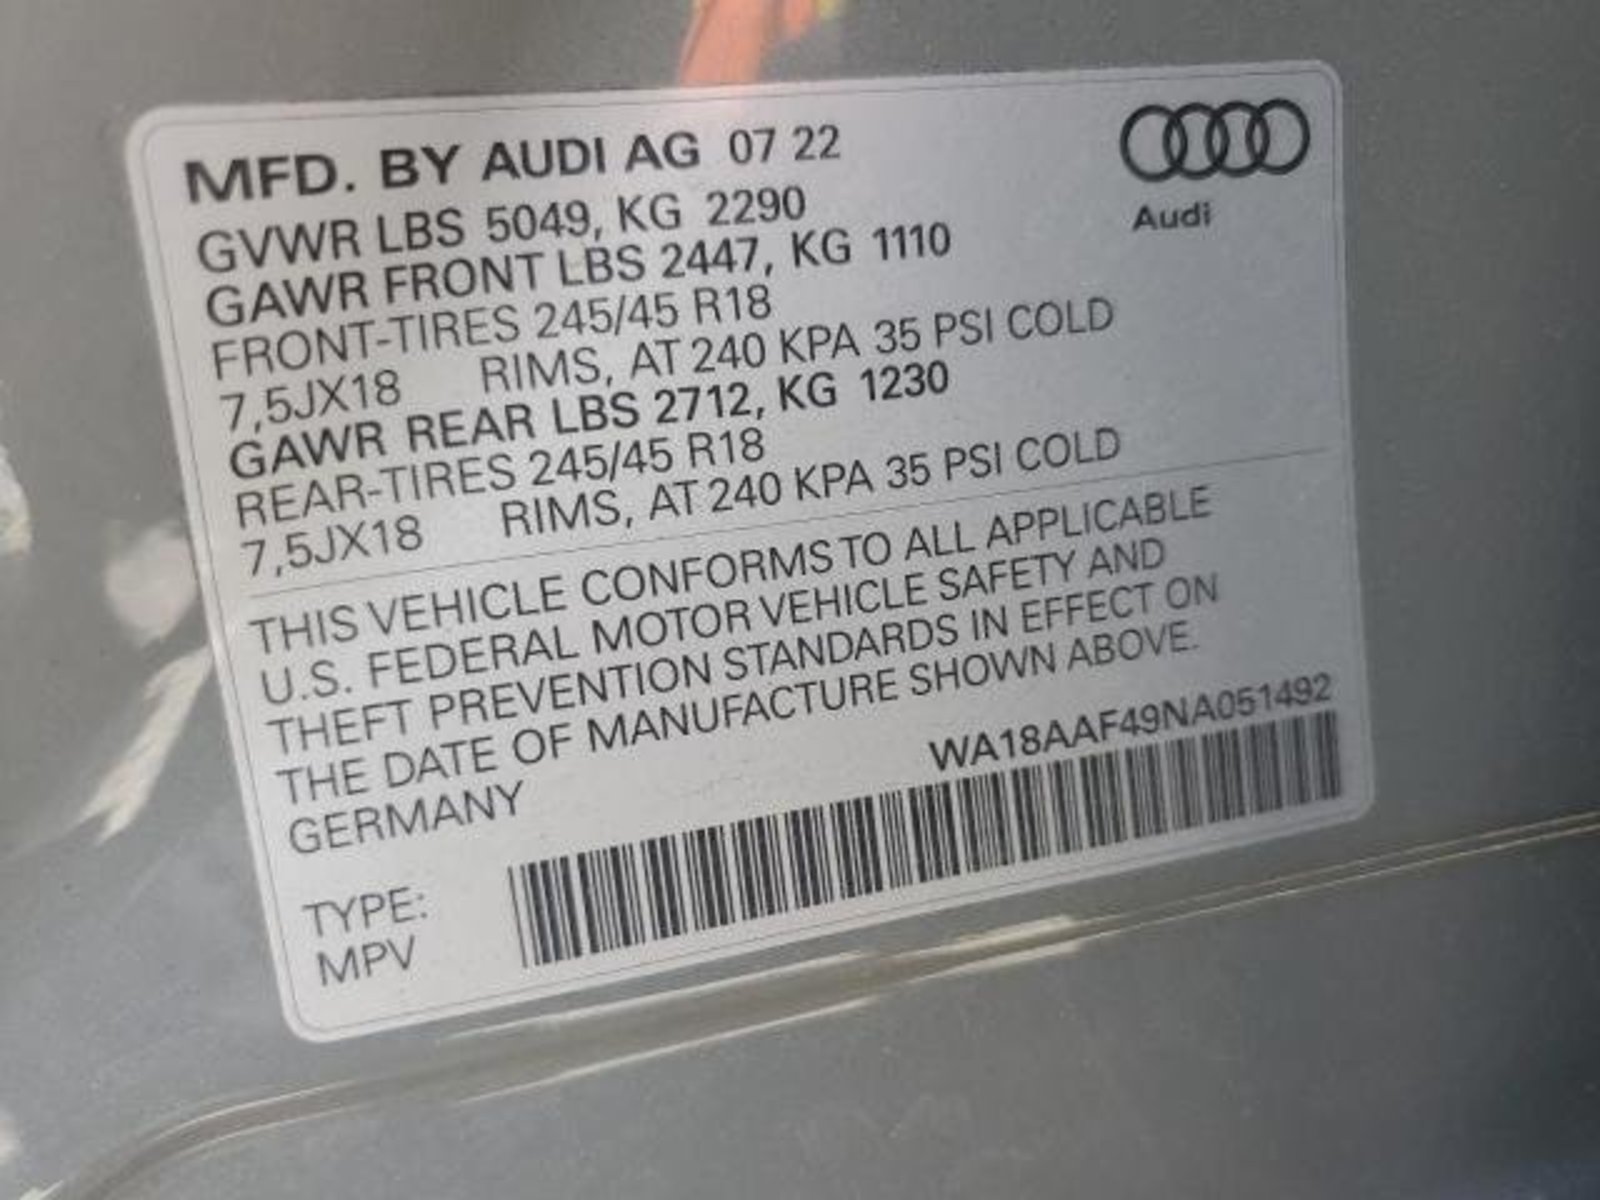 MFD. BY AUDI AG 07 22
Audi
GVWR LBS 5049, KG 2290
GAWR FRONT LBS 2447, KG 1110
FRONT-TIRES 245/45 R18
7,5JX18 RIMS, AT 240 KPA 35 PSI COLD
GAWR REAR LBS 2712, KG 1230
REAR-TIRES 245/45 R18
7,5JX18 RIMS, AT 240 KPA 35 PSI COLD
THIS VEHICLE CONFORMS TO ALL APPLICABLE
U.S. FEDERAL MOTOR VEHICLE SAFETY AND
THEFT PREVENTION STANDARDS IN EFFECT ON
THE DATE OF MANUFACTURE SHOWN ABOVE.
GERMANY
WA18AAF49NA051492
TYPE:
MPV